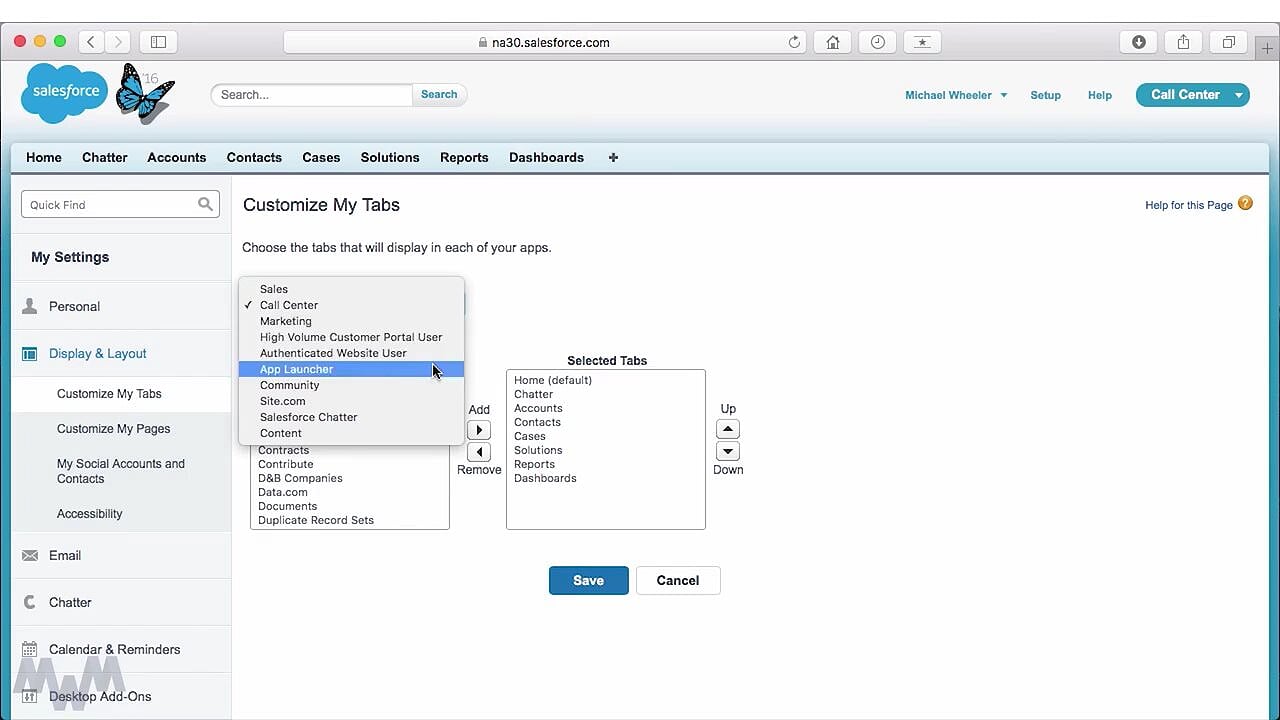 na30.salesforce.com
salesforce
'16
Search...
Search
Michael Wheeler
Setup
Help
Call Center
Home
Chatter
Accounts
Contacts
Cases
Solutions
Reports
Dashboards
+
Quick Find
My Settings
Personal
Display & Layout
Customize My Tabs
Customize My Pages
My Social Accounts and
Contacts
Accessibility
Email
Chatter
Calendar & Reminders
Desktop Add-Ons
MWM
Customize My Tabs
Help for this Page ?
Choose the tabs that will display in each of your apps.
Sales
✓ Call Center
Marketing
High Volume Customer Portal User
Authenticated Website User
App Launcher
Community
Site.com
Salesforce Chatter
Content
Contracts
Contribute
D&B Companies
Data.com
Documents
Duplicate Record Sets
Add
Remove
Selected Tabs
Home (default)
Chatter
Accounts
Contacts
Cases
Solutions
Reports
Dashboards
Up
Down
Save
Cancel